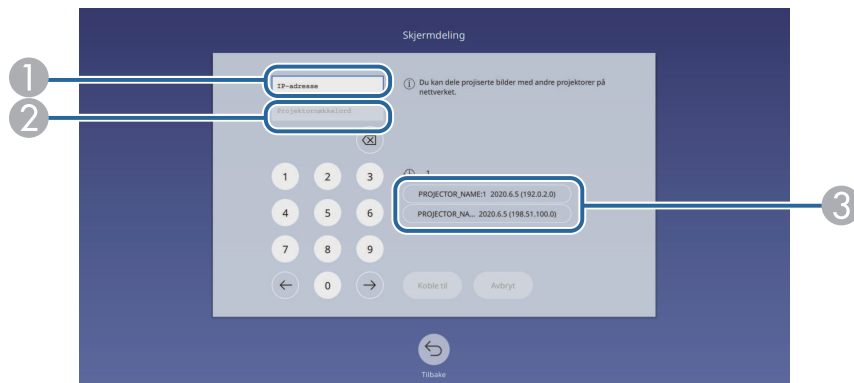 Skjermdeling
1
IP-adresse
Du kan dele projiserte bilder med andre projektorer på
nettverket.
2
Projektornøkkelord
1 2 3
1
PROJECTOR_NAME:1 2020.6.5 (192.0.2.0)
3
4 5 6
PROJECTOR_NA... 2020.6.5 (198.51.100.0)
7 8 9
0
Koble til
Avbryt
Tilbake